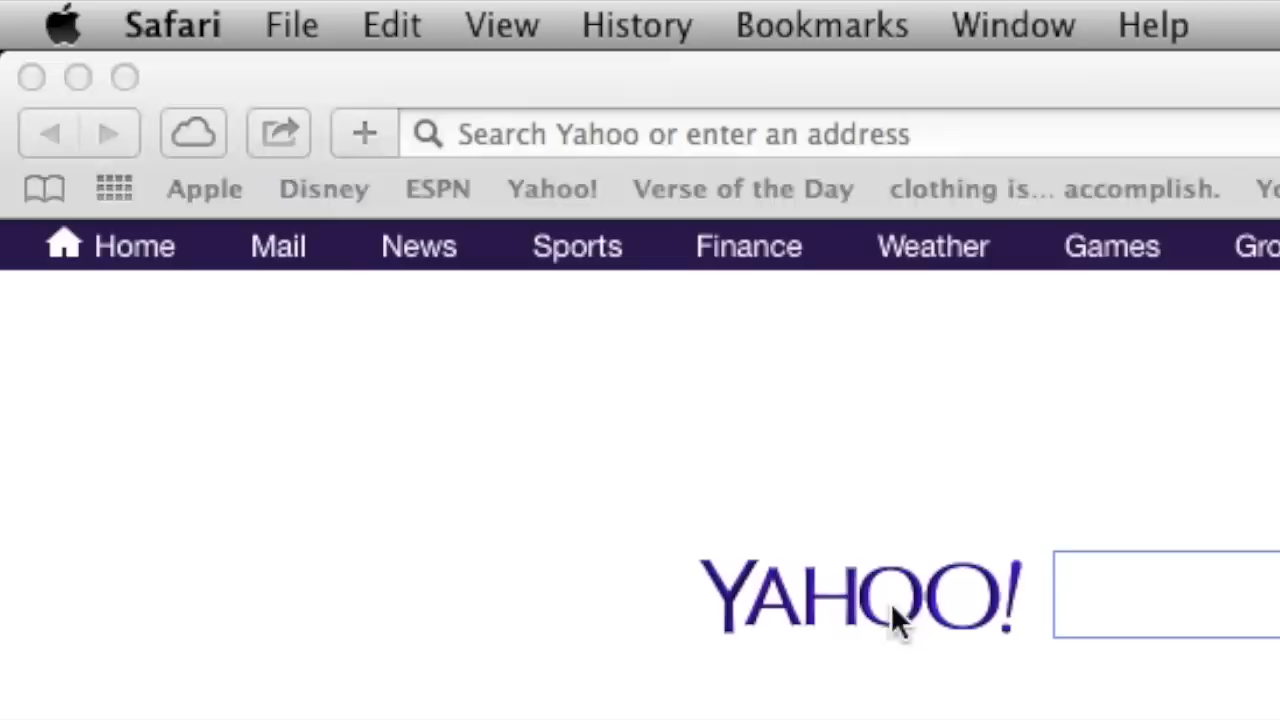 Safari File Edit View History Bookmarks Window Help
Search Yahoo or enter an address
Apple Disney ESPN Yahoo! Verse of the Day clothing is... accomplish.
Home Mail News Sports Finance Weather Games
YAHOO!